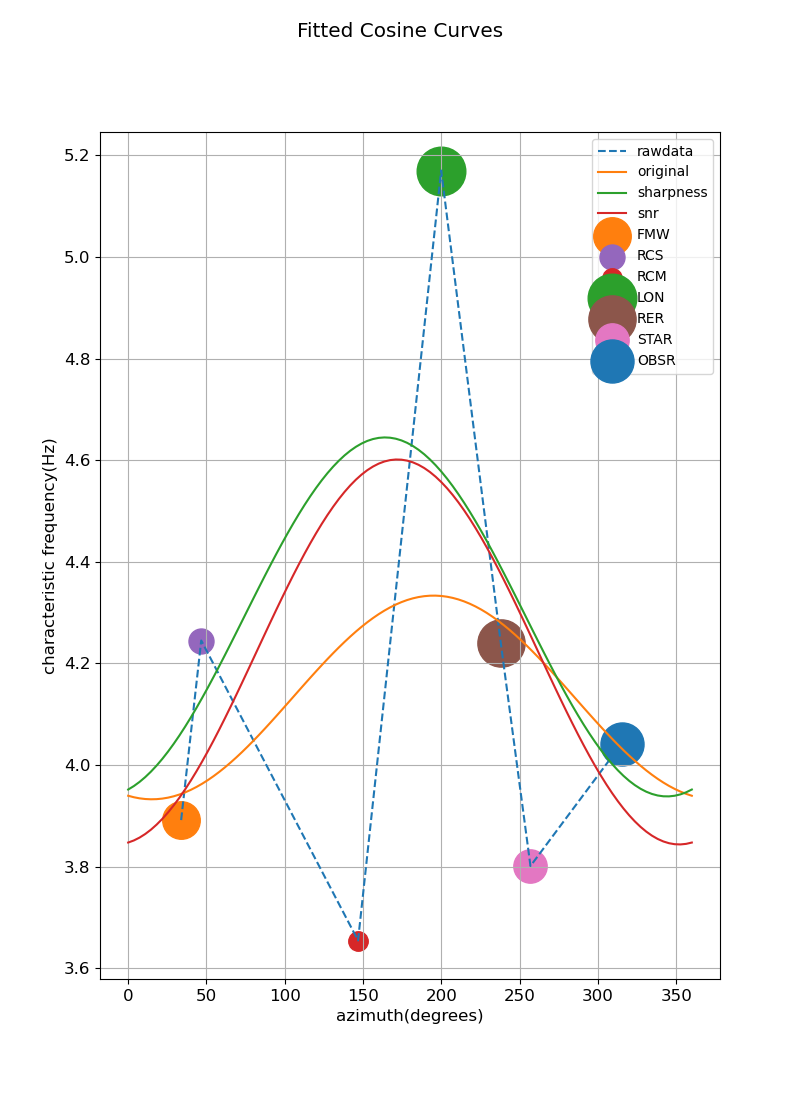 Fitted Cosine Curves
5.2
5.0
4.8
4.6
4.4
4.2
4.0
3.8
3.6
characteristic frequency(Hz)
rawdata
original
sharpness
snr
FMW
RCS
RCM
LON
RER
STAR
OBSR
0 50 100 150 200 250 300 350
azimuth(degrees)